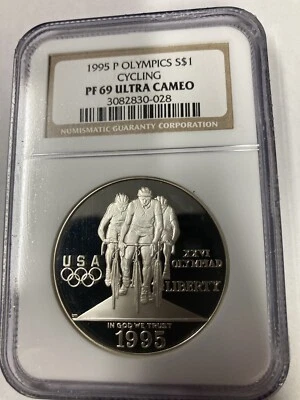 1995 P OLYMPICS S$1
CYCLING
PF 69 ULTRA CAMEO
3082830-028
NUMISMATIC GUARANTY CORPORATION
USA
XXVI
OLYMPIAD
LIBERTY
IN GOD WE TRUST
1995